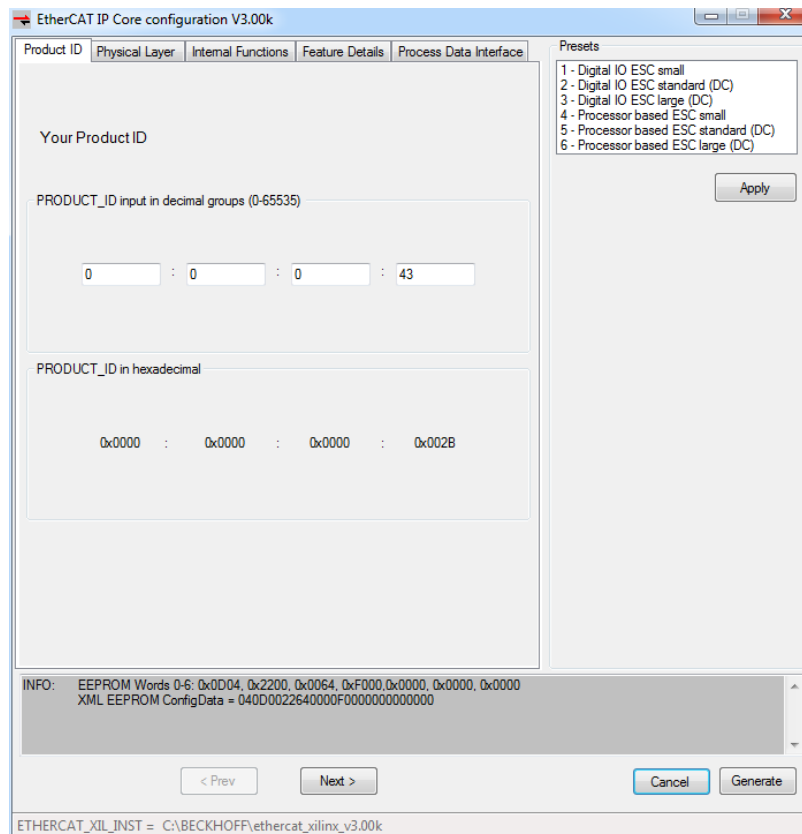 EtherCAT IP Core configuration V3.00k
Product ID Physical Layer Internal Functions Feature Details Process Data Interface
Your Product ID
PRODUCT_ID input in decimal groups (0-65535)
0 : 0 : 0 : 43
PRODUCT_ID in hexadecimal
0x0000 : 0x0000 : 0x0000 : 0x002B
Presets
1 - Digital IO ESC small
2 - Digital IO ESC standard (DC)
3 - Digital IO ESC large (DC)
4 - Processor based ESC small
5 - Processor based ESC standard (DC)
6 - Processor based ESC large (DC)
Apply
INFO: EEPROM Words 0-6: 0x0D04, 0x2200, 0x0064, 0xF000,0x0000, 0x0000, 0x0000
XML EEPROM ConfigData = 040D0022640000F0000000000000
< Prev Next > Cancel Generate
ETHERCAT_XIL_INST = C:\BECKHOFF\ethercat_xilinx_v3.00k